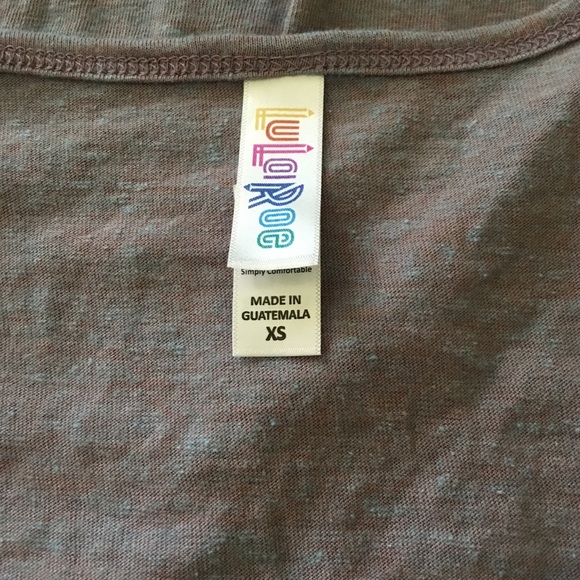 LuLaRoe
Simply Comfortable
MADE IN
GUATEMALA
XS